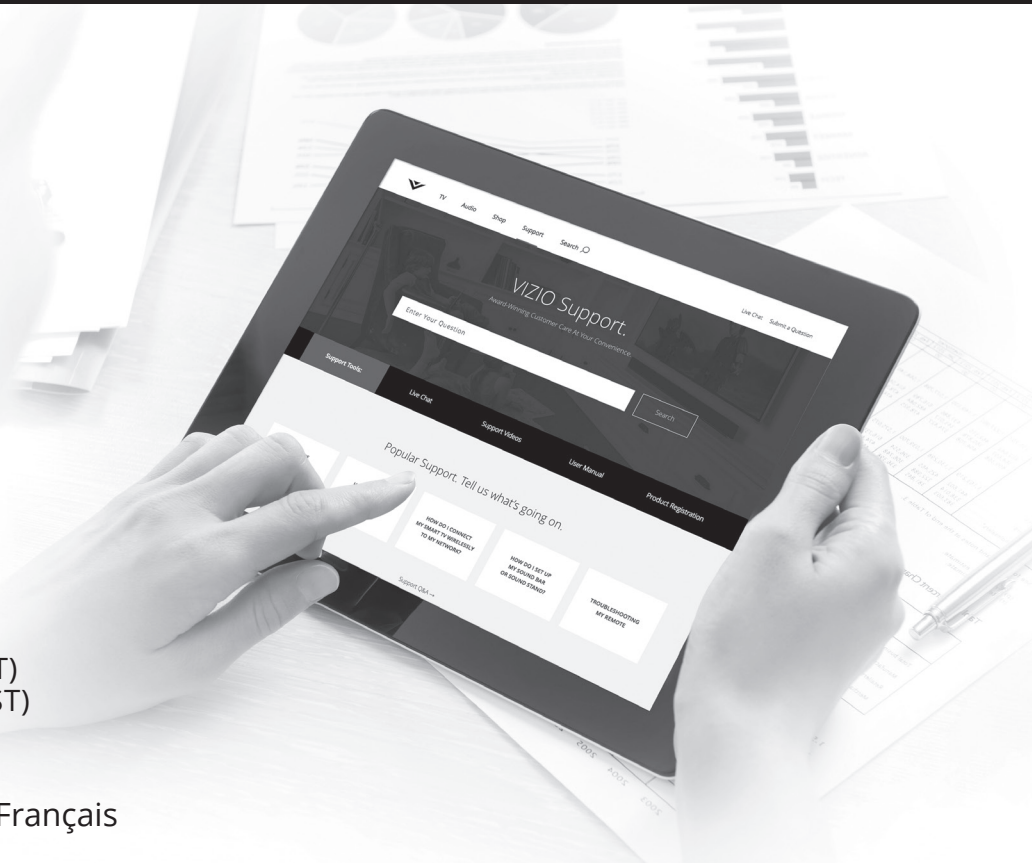 TV Audio Shop Support Search
Live Chat Submit a Question
VIZIO Support.
Award-Winning Customer Care At Your Convenience.
Enter Your Question
Search
Support Tools:
Live Chat
Support Videos
User Manual
Product Registration
Popular Support. Tell us what's going on.
HOW DO I CONNECT
MY SMART TV WIRELESSLY
TO MY NETWORK?
HOW DO I SET UP
MY SOUND BAR
OR SOUND STAND?
TROUBLESHOOTING
MY REMOTE
Support Q&A →
T)
ST)
Français
2005
2004
2003